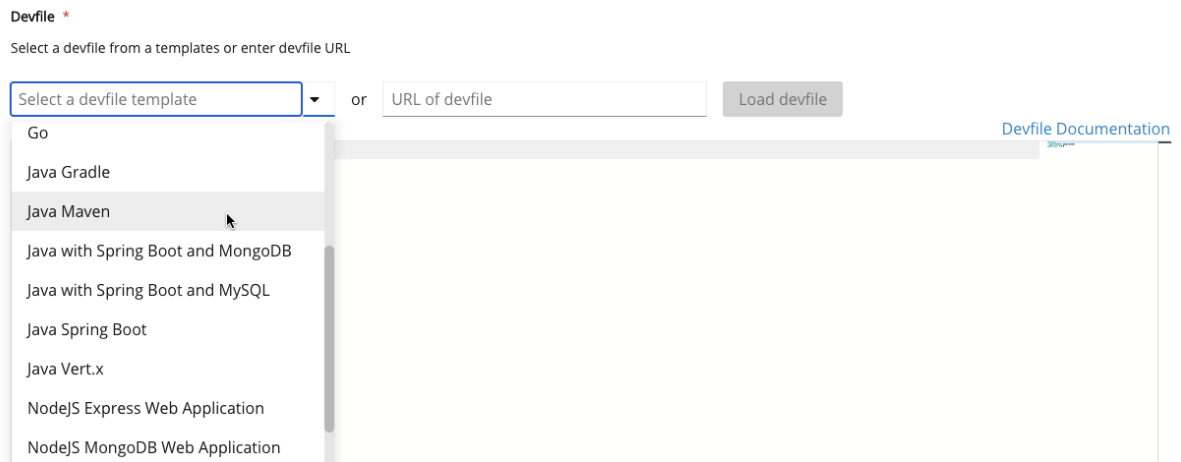 Devfile *
Select a devfile from a templates or enter devfile URL
Select a devfile template or URL of devfile Load devfile
Devfile Documentation
Go
Java Gradle
Java Maven
Java with Spring Boot and MongoDB
Java with Spring Boot and MySQL
Java Spring Boot
Java Vert.x
NodeJS Express Web Application
NodeJS MongoDB Web Application